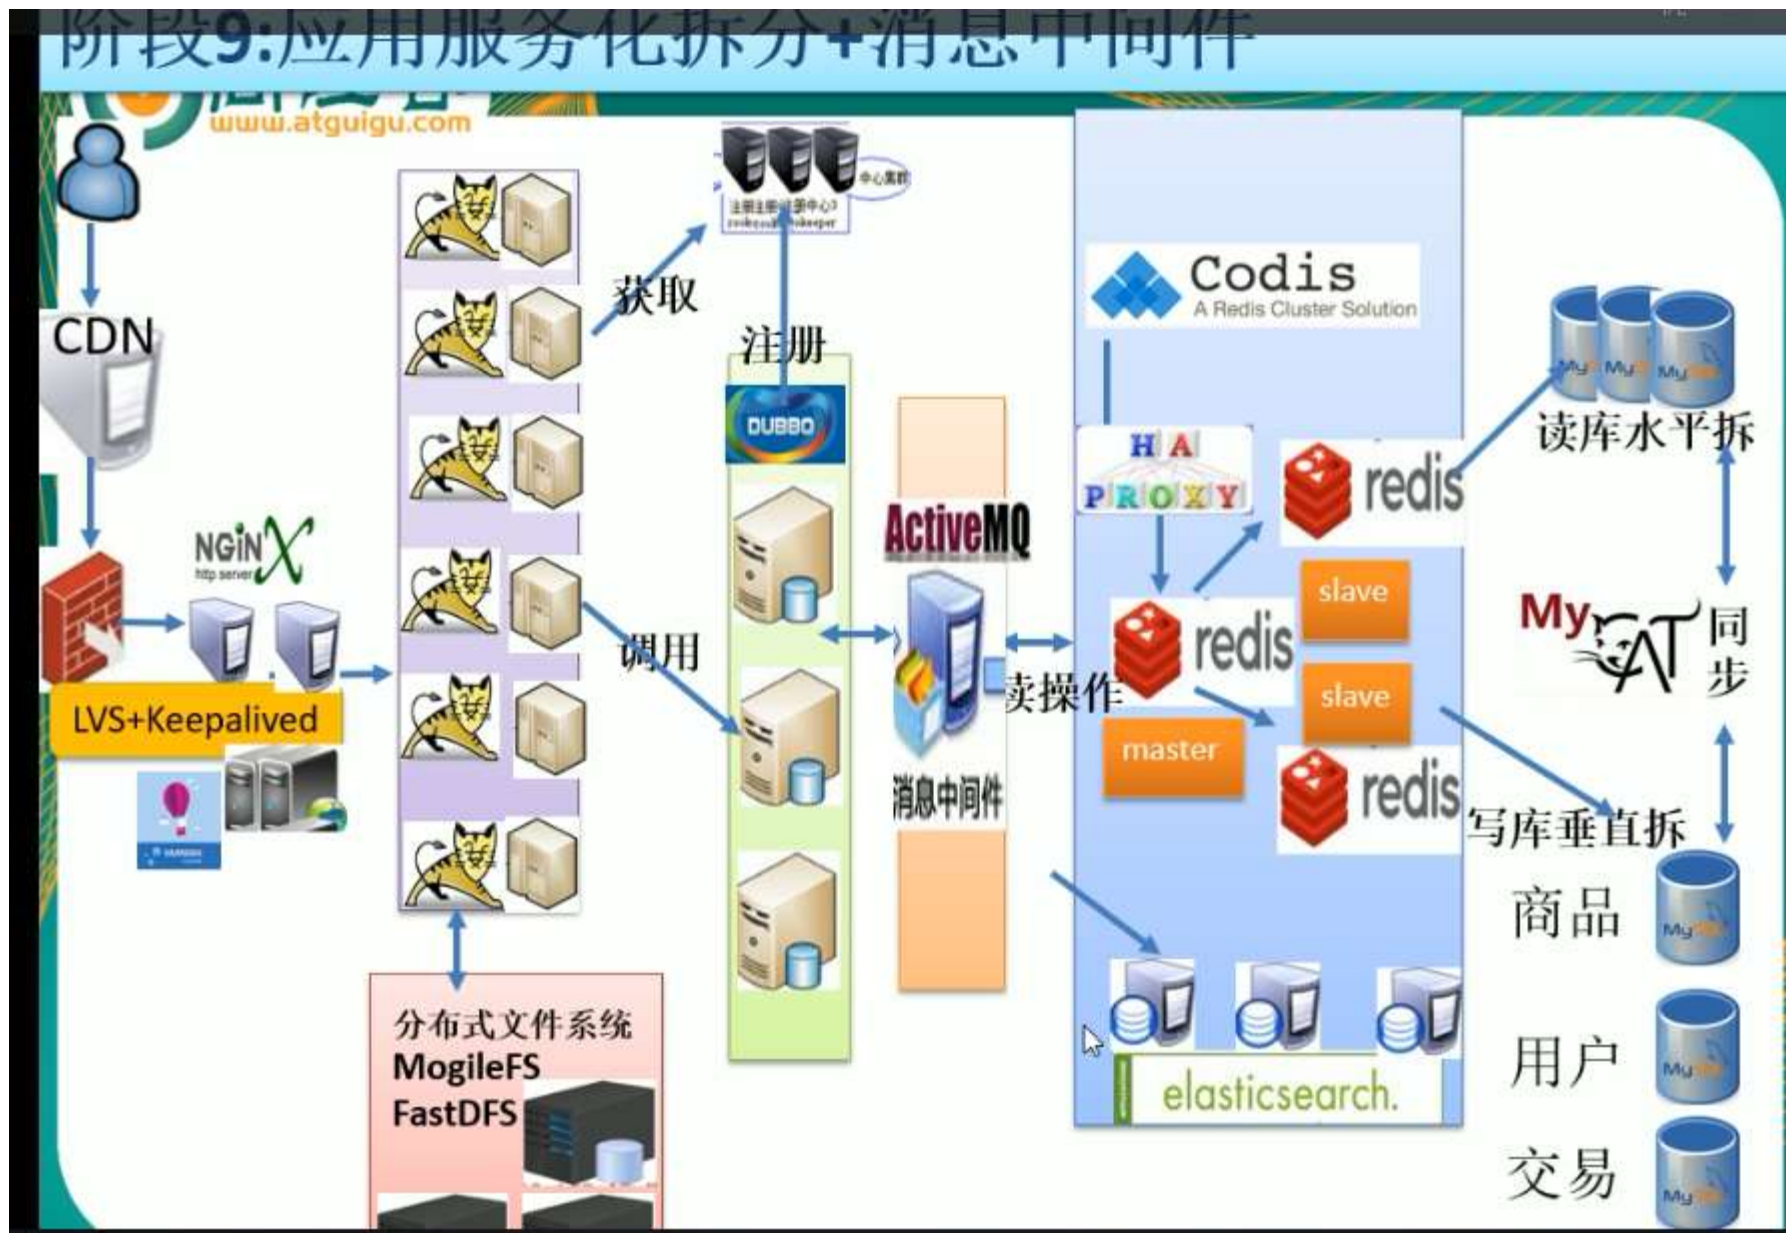 阶段9:应用服务化拆分+消息中间件
www.atguigu.com
CDN
NGiNX
http server
LVS+Keepalived
获取
注册
DUBBO
调用
中心集群
ActiveMQ
消息中间件
读操作
Codis
A Redis Cluster Solution
HA
PROXY
redis
redis
redis
slave
slave
master
elasticsearch.
读库水平拆
MyCAT
同步
写库垂直拆
商品
用户
交易
分布式文件系统
MogileFS
FastDFS